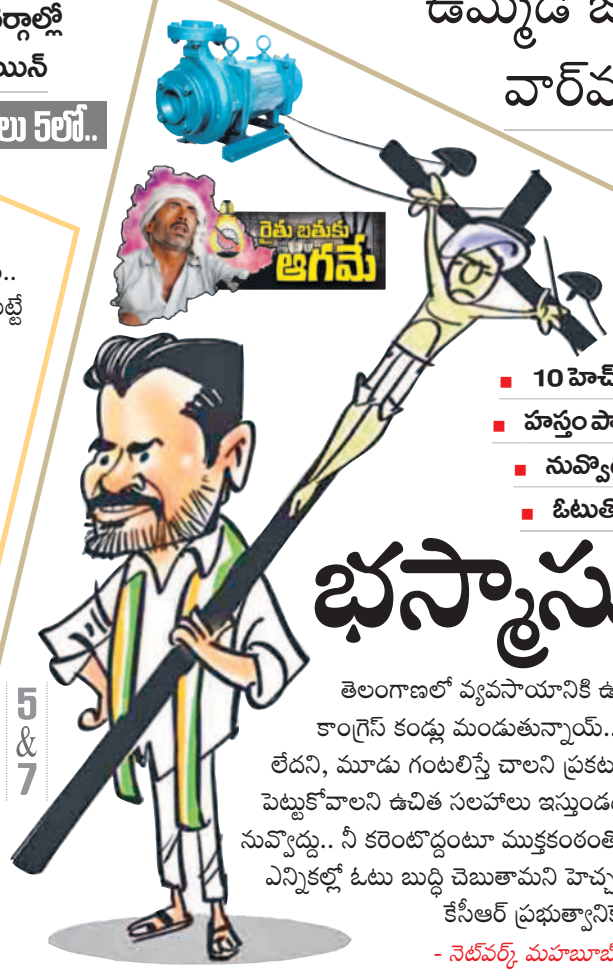 ర్గాల్లో
యిన్
లు 5లో..
ఉమ్మడి
రైతు బతుకు
ఆగమే
10 హెచ్
హస్తం పా
నువ్వొ
ఓటుతో
భస్మాసు
తెలంగాణలో వ్యవసాయానికి ఉ
కాంగ్రెస్ కండ్లు మండుతున్నాయ్..
లేదని, మూడు గంటలిస్తే చాలని ప్రకట
పెట్టుకోవాలని ఉచిత సలహాలు ఇస్తుండ
నువ్వొద్దు.. నీ కరెంటొద్దంటూ ముక్తకంఠంతో
ఎన్నికల్లో ఓటు బుద్ధి చెబుతామని హెచ్చ
కేసీఆర్ ప్రభుత్వానికి
- నెట్‌వర్క్ మహబూబ్
5
&
7